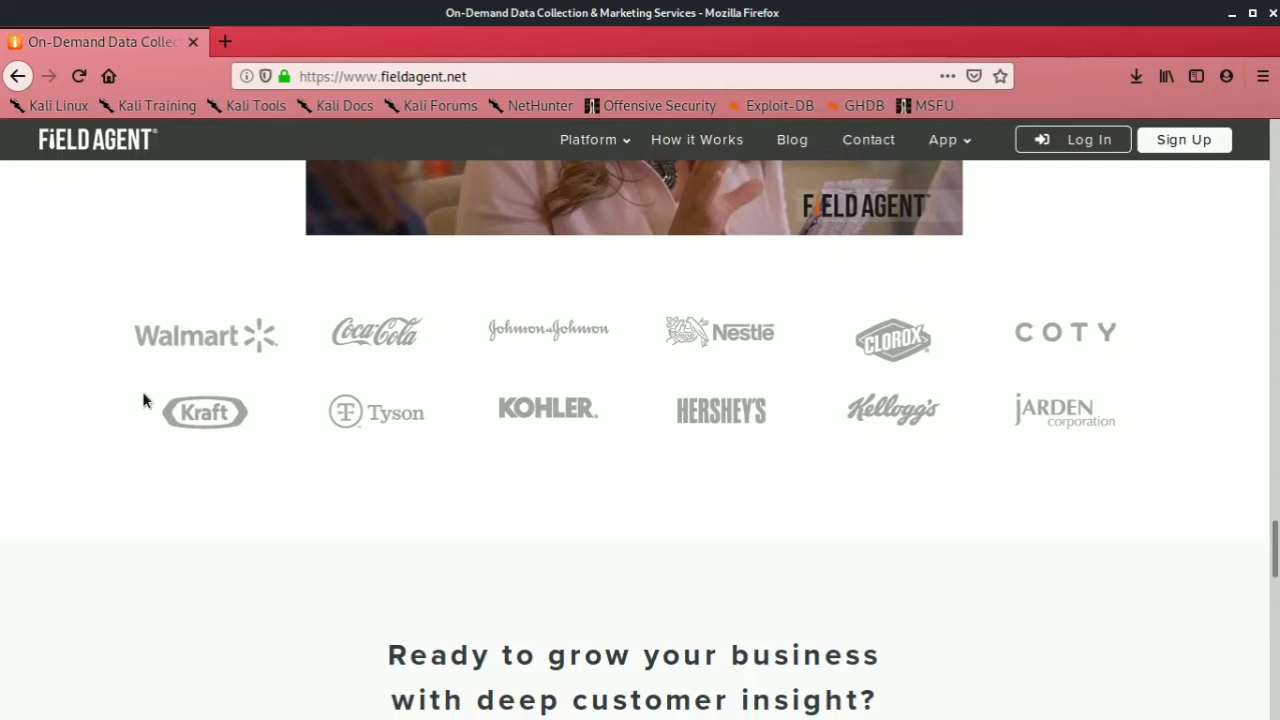 On-Demand Data Collection & Marketing Services - Mozilla Firefox
On-Demand Data Collec
https://www.fieldagent.net
Kali Linux Kali Training Kali Tools Kali Docs Kali Forums NetHunter Offensive Security Exploit-DB GHDB MSFU
FiELD AGENT® Platform How it Works Blog Contact App Log In Sign Up
FiELD AGENT
Walmart Coca-Cola Johnson & Johnson Nestlé CLOROX COTY
Kraft Tyson KOHLER. HERSHEY'S Kellogg's JARDEN corporation
Ready to grow your business
with deep customer insight?